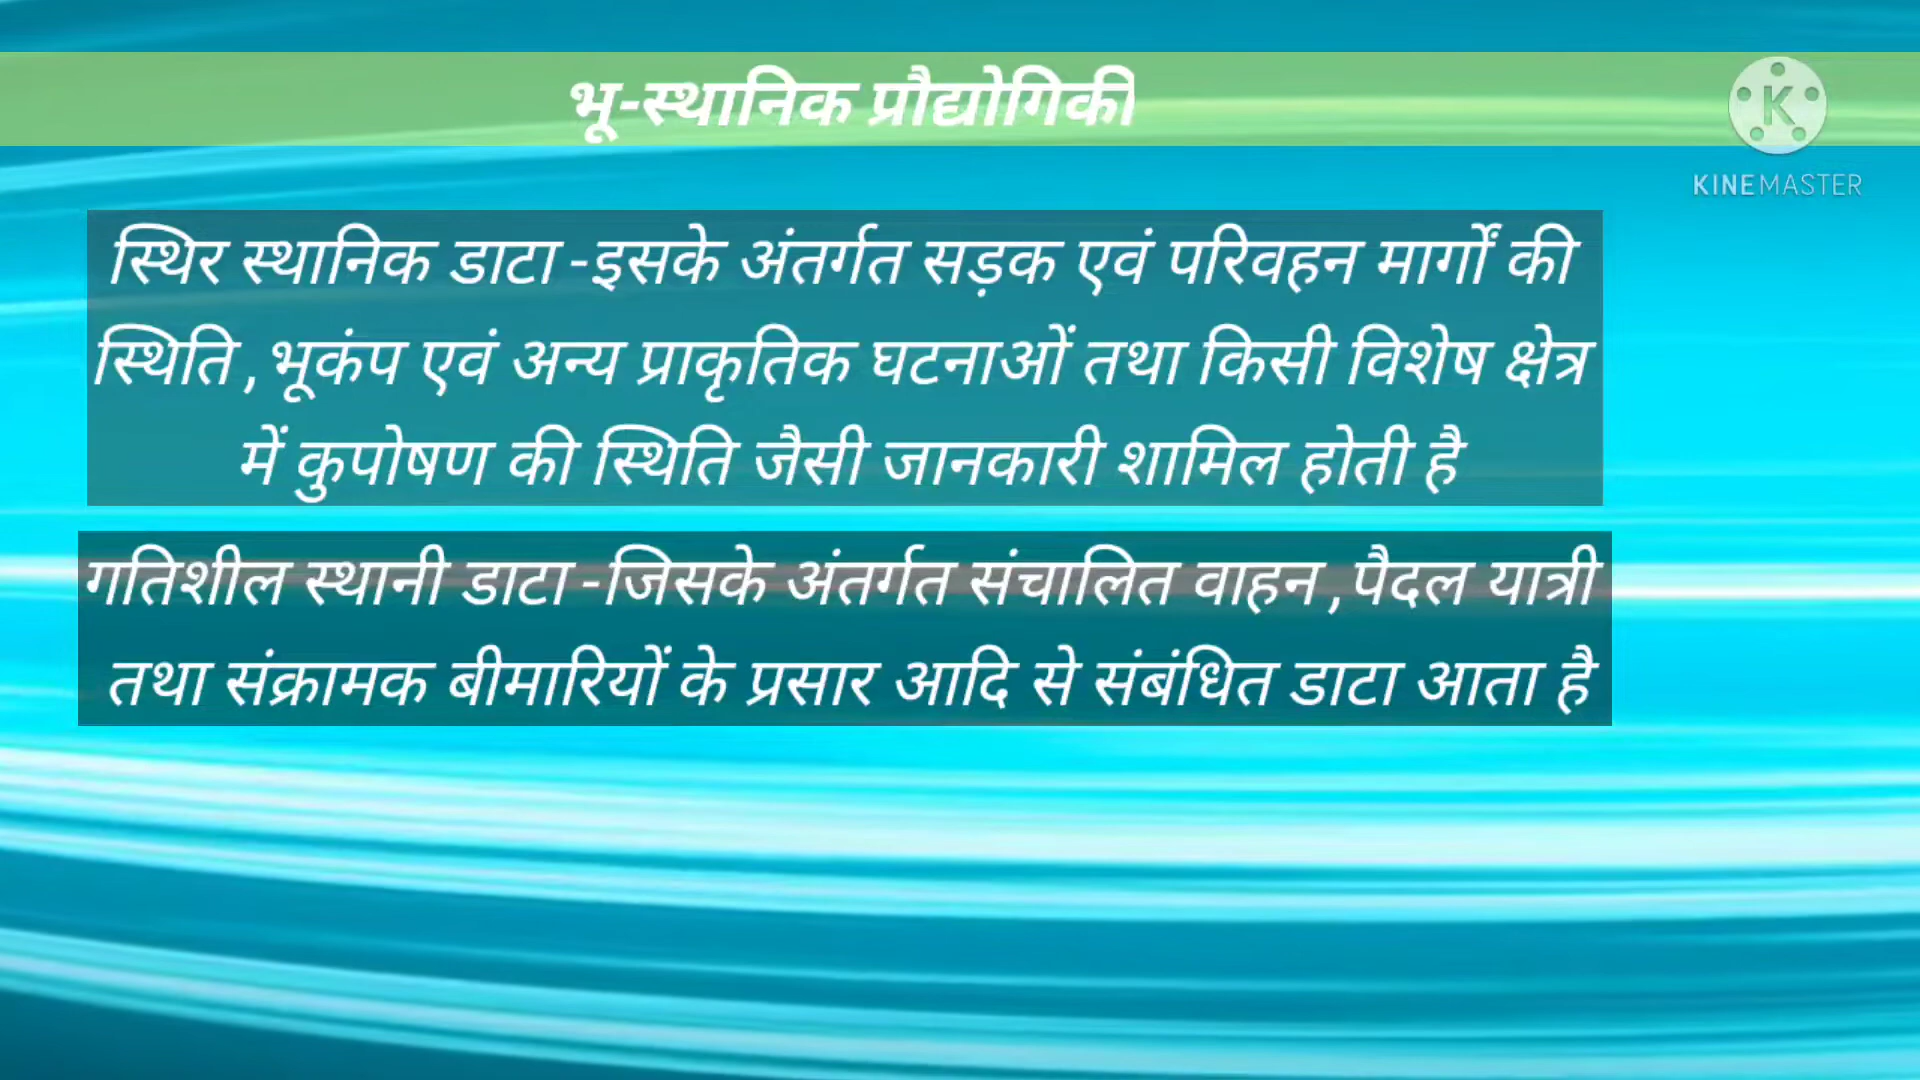 भू-स्थानिक प्रौद्योगिकी
KINEMASTER
स्थिर स्थानिक डाटा -इसके अंतर्गत सड़क एवं परिवहन मार्गों की
स्थिति ,भूकंप एवं अन्य प्राकृतिक घटनाओं तथा किसी विशेष क्षेत्र
में कुपोषण की स्थिति जैसी जानकारी शामिल होती है
गतिशील स्थानी डाटा -जिसके अंतर्गत संचालित वाहन ,पैदल यात्री
तथा संक्रामक बीमारियों के प्रसार आदि से संबंधित डाटा आता है